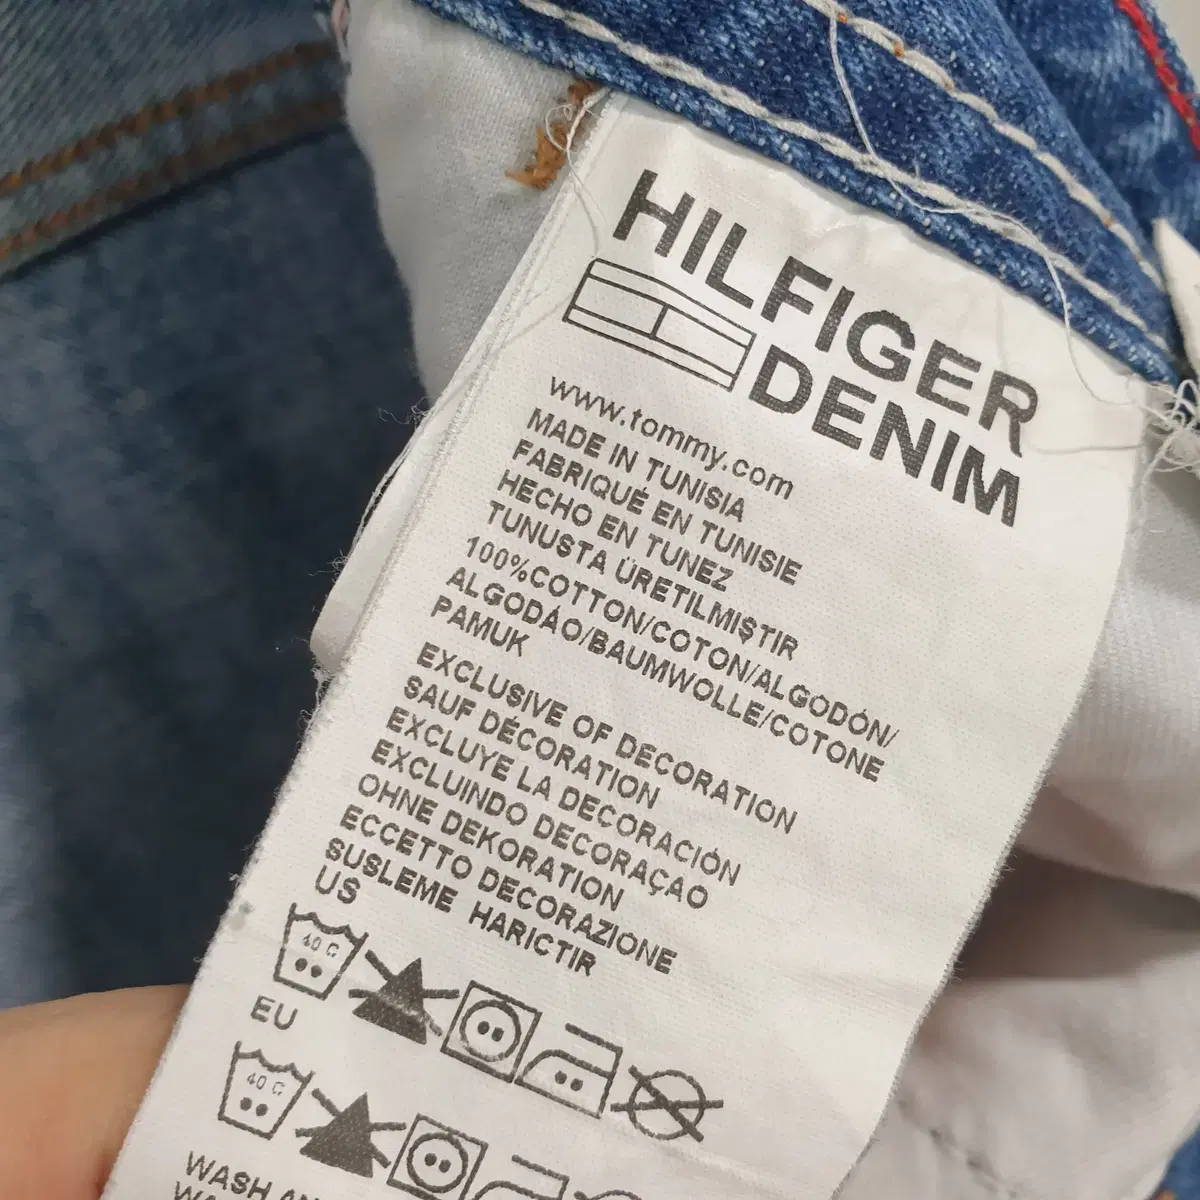 HILFIGER
DENIM
www.tommy.com
MADE IN TUNISIA
FABRIQUÉ EN TUNISIE
HECHO EN TUNEZ
TUNUSTA ÜRETILMIŞTIR
100%COTTON/COTON/ALGODÓN/
ALGODÁO/BAUMWOLLE/COTONE
PAMUK
EXCLUSIVE OF DECORATION
SAUF DÉCORATION
EXCLUYE LA DECORACIÓN
EXCLUINDO DECORAÇAO
OHNE DEKORATION
ECCETTO DECORAZIONE
SUSLEME HARICTIR
US
40 C
EU
40 C
WASH